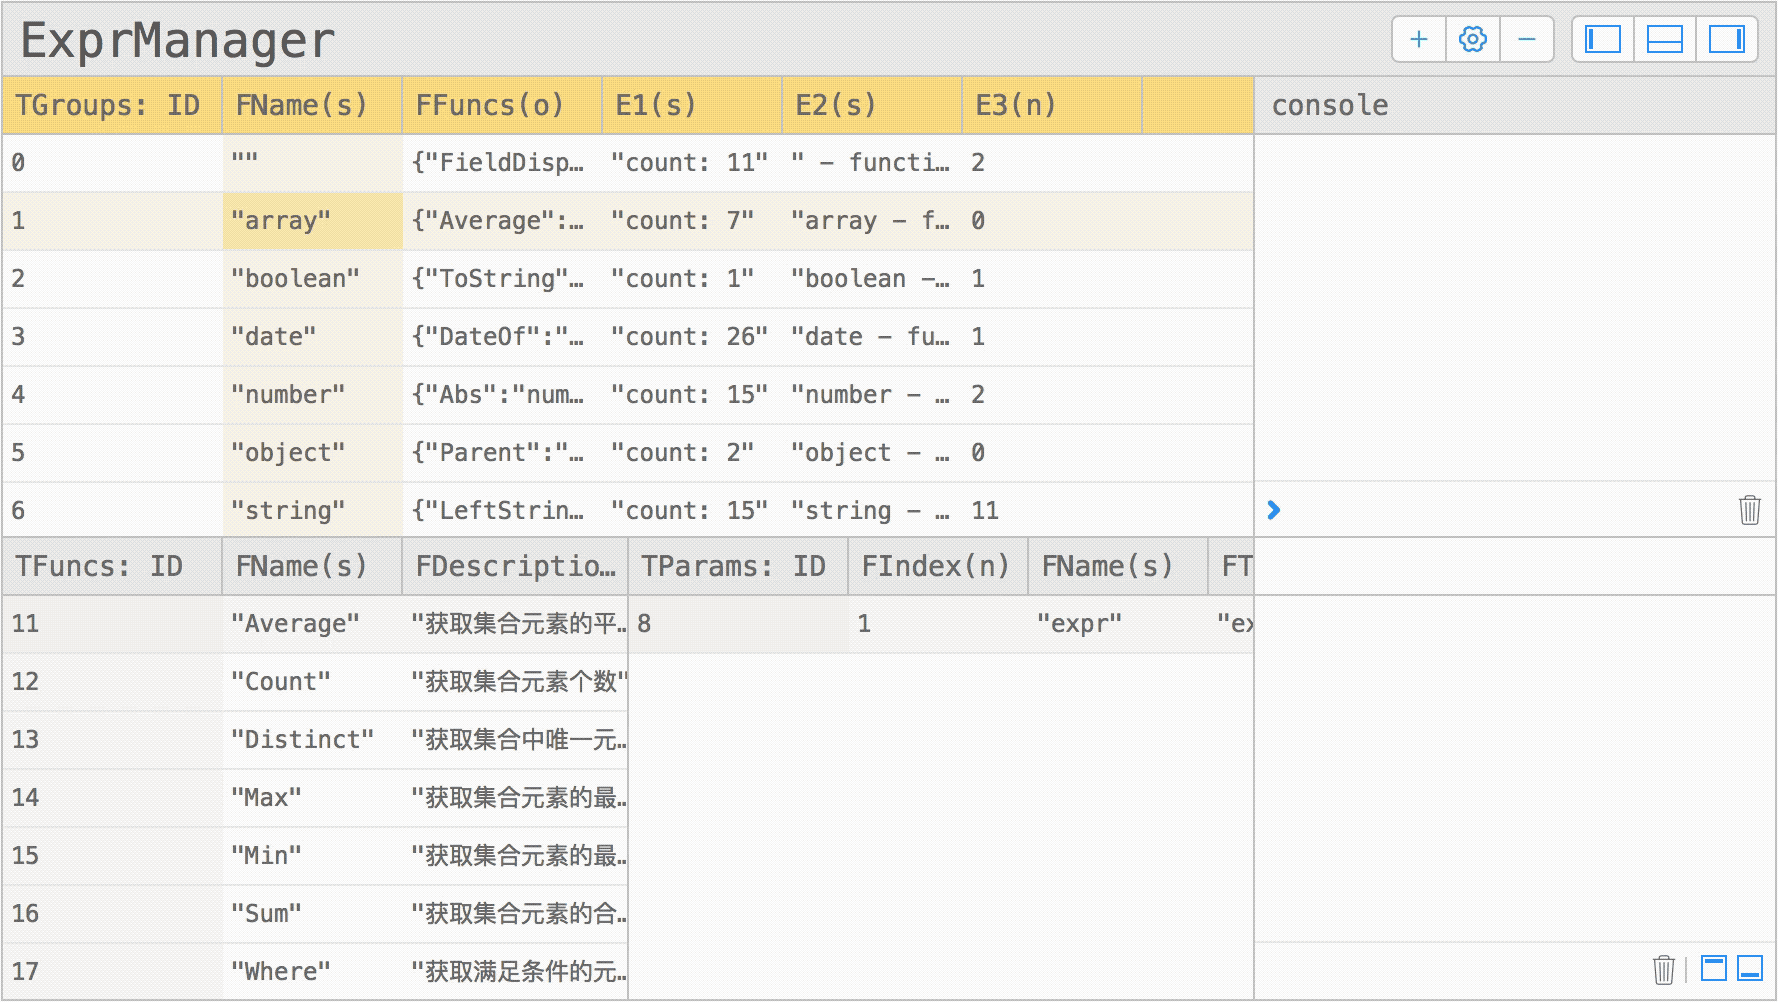 ExprManager
TGroups: ID FName(s) FFuncs(o) E1(s) E2(s) E3(n) console
0 "" {"FieldDisp… "count: 11" " - functi… 2
1 "array" {"Average":… "count: 7" "array - f… 0
2 "boolean" {"ToString"… "count: 1" "boolean -… 1
3 "date" {"DateOf":"… "count: 26" "date - fu… 1
4 "number" {"Abs":"num… "count: 15" "number - … 2
5 "object" {"Parent":"… "count: 2" "object - … 0
6 "string" {"LeftStrin… "count: 15" "string - … 11
TFuncs: ID FName(s) FDescriptio… TParams: ID FIndex(n) FName(s) FT
11 "Average" "获取集合元素的平… 8 1 "expr" "ex
12 "Count" "获取集合元素个数"
13 "Distinct" "获取集合中唯一元…
14 "Max" "获取集合元素的最…
15 "Min" "获取集合元素的最…
16 "Sum" "获取集合元素的合…
17 "Where" "获取满足条件的元…